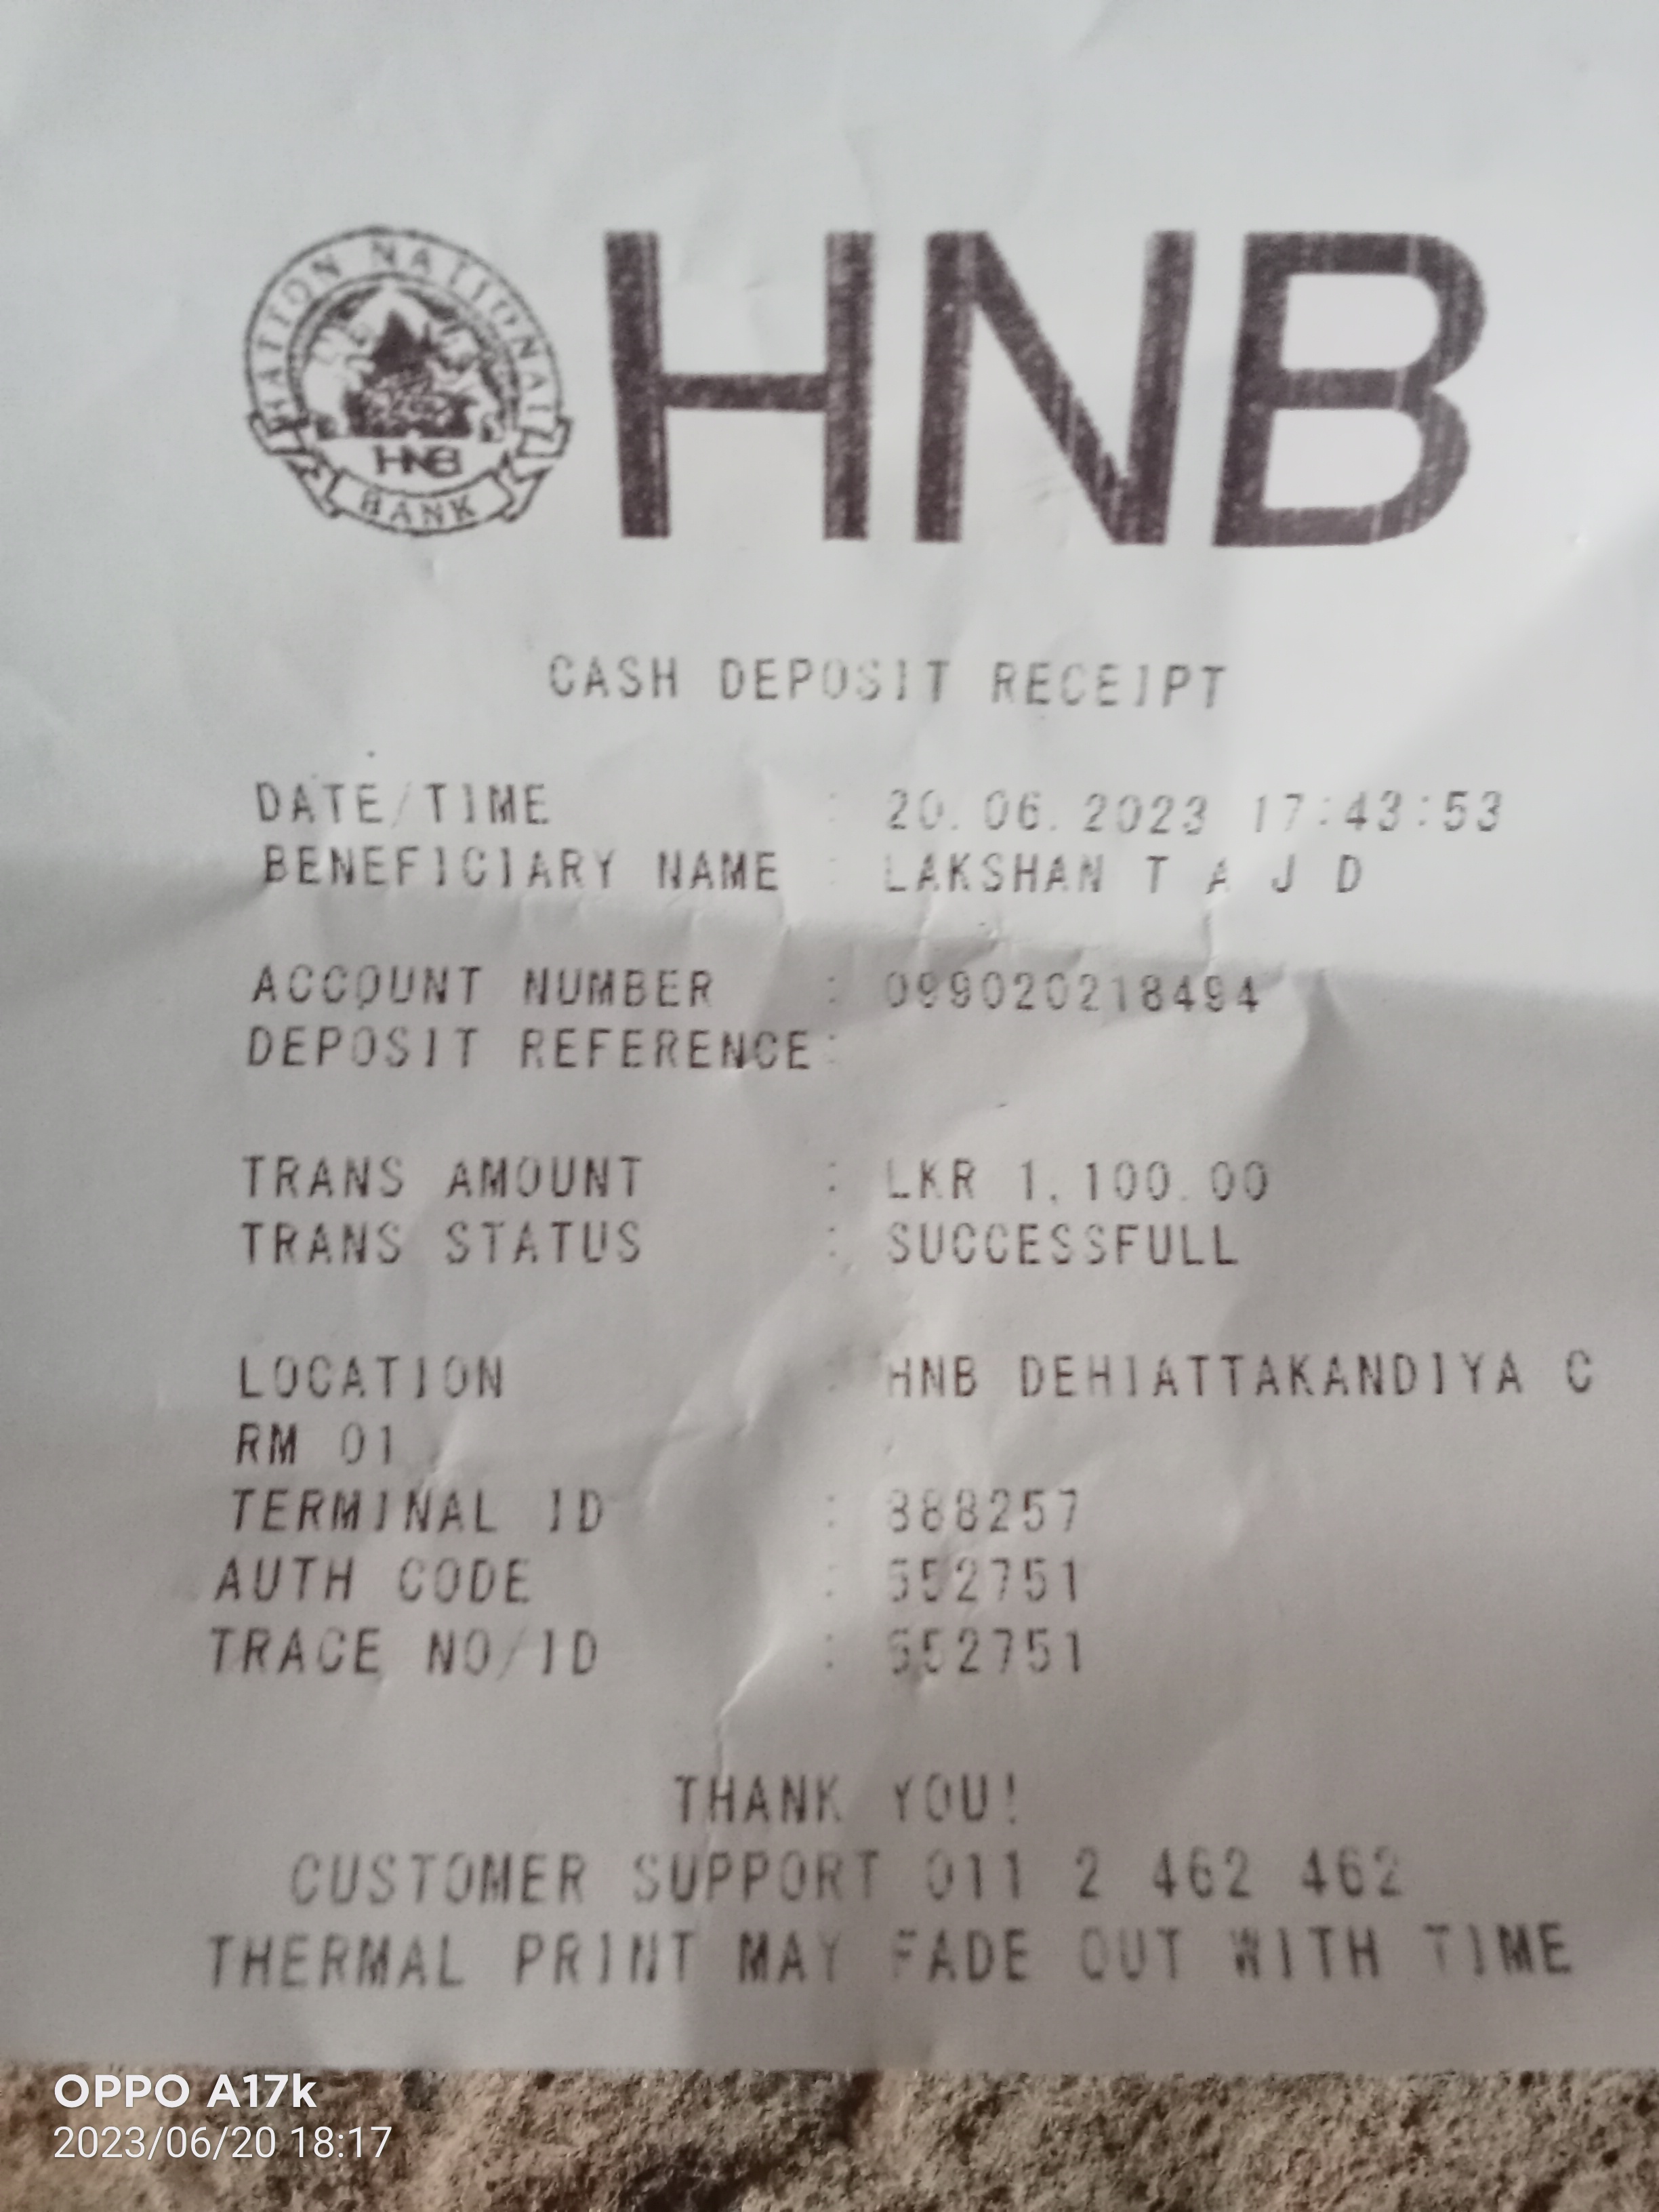 HATTON NATIONAL
HNB
BANK
HNB
CASH DEPOSIT RECEIPT
DATE/TIME : 20.06.2023 17:43:53
BENEFICIARY NAME : LAKSHAN T A J D
ACCOUNT NUMBER : 099020218494
DEPOSIT REFERENCE:
TRANS AMOUNT : LKR 1,100.00
TRANS STATUS : SUCCESSFULL
LOCATION : HNB DEHIATTAKANDIYA C
RM 01
TERMINAL ID : 888257
AUTH CODE :
TRACE NO/ID :
THANK YOU!
CUSTOMER SUPPORT 011 2 462 462
THERMAL PRINT MAY FADE OUT WITH TIME
OPPO A17k
2023/06/20 18:17